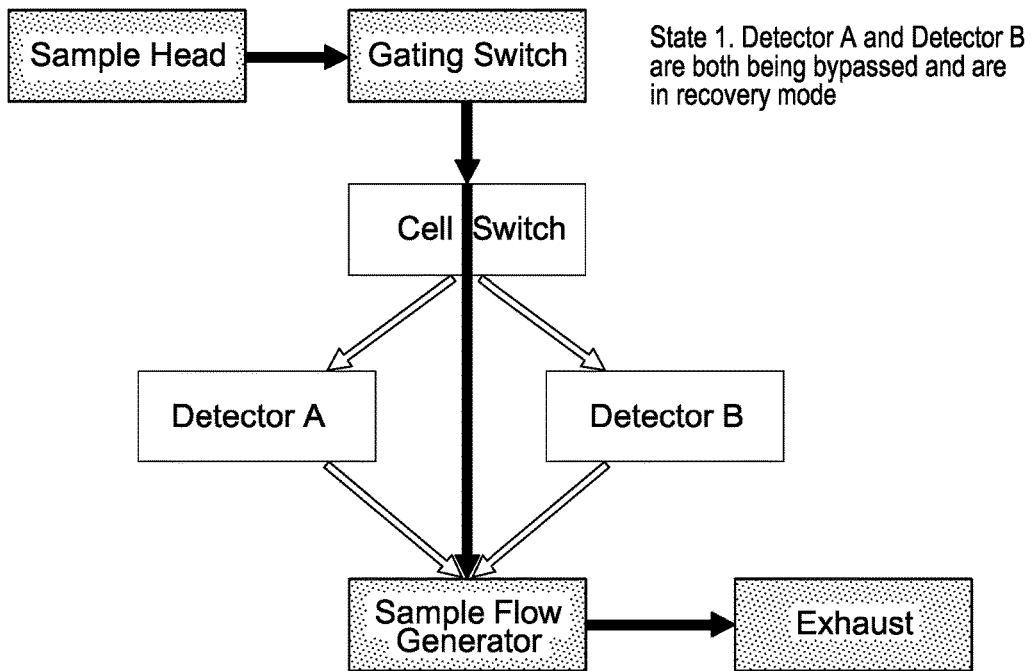 Sample Head
Gating Switch
State 1. Detector A and Detector B
are both being bypassed and are
in recovery mode
Cell Switch
Detector A
Detector B
Sample Flow
Generator
Exhaust